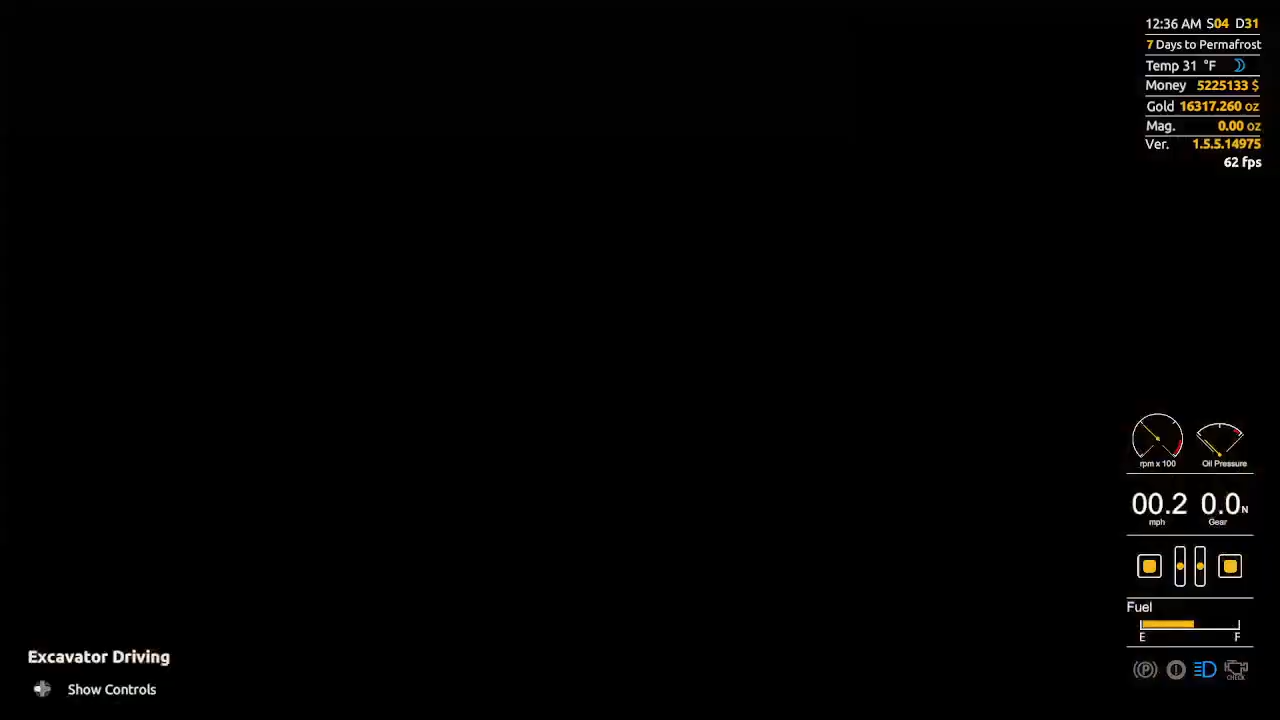 12:36 AM S04 D31
7 Days to Permafrost
Temp 31 °F
Money 5225133 $
Gold 16317.260 oz
Mag. 0.00 oz
Ver. 1.5.5.14975
62 fps
rpm x 100 Oil Pressure
00.2 0.0N
mph Gear
Fuel
E F
Excavator Driving
Show Controls
P
CHECK